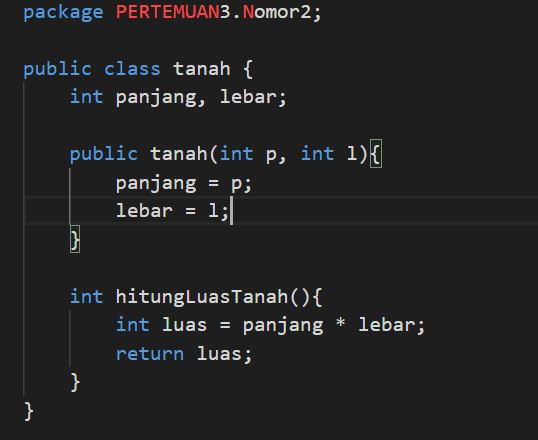 package PERTEMUAN3.Nomor2;
public class tanah {
int panjang, lebar;
public tanah(int p, int l){
panjang = p;
lebar = l;
}
int hitungLuasTanah(){
int luas = panjang * lebar;
return luas;
}
}